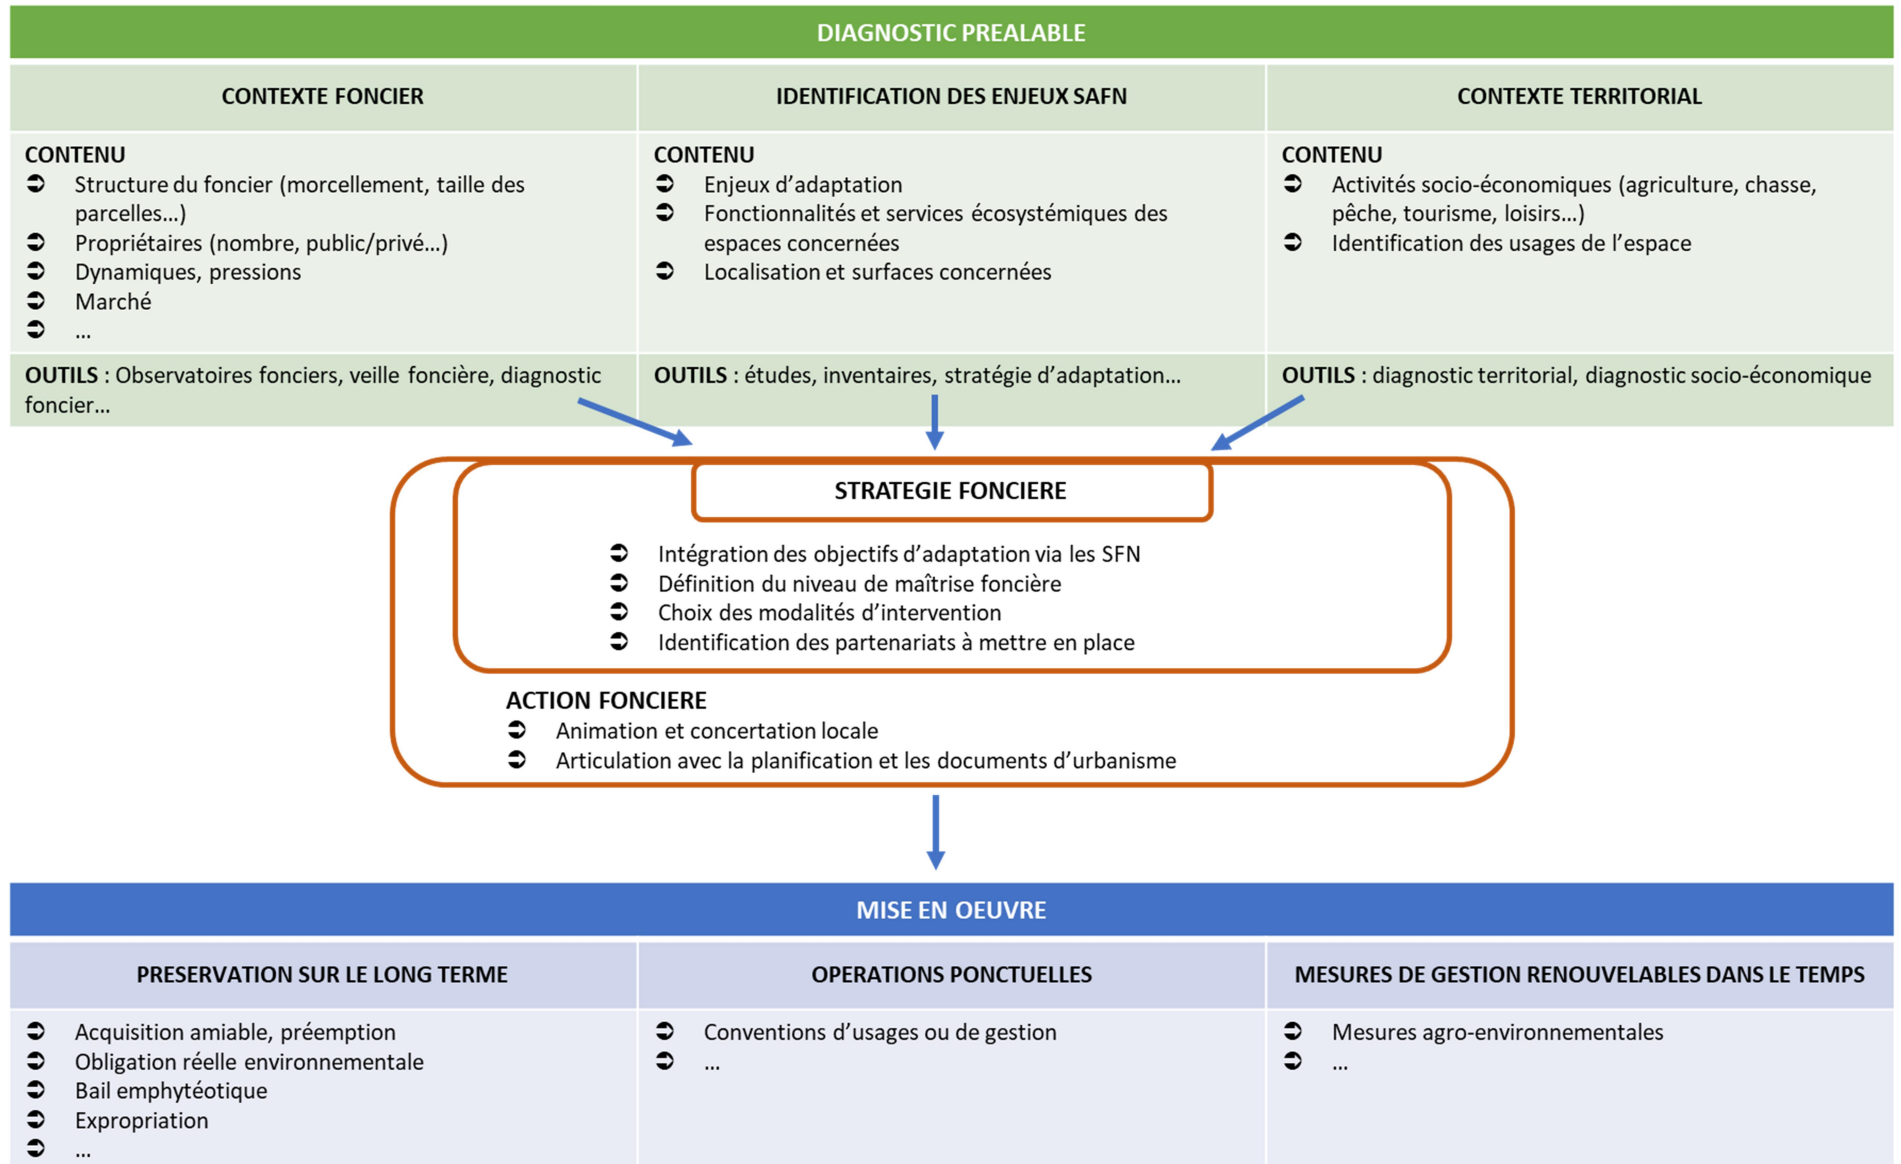 DIAGNOSTIC PREALABLE
CONTEXTE FONCIER
IDENTIFICATION DES ENJEUX SAFN
CONTEXTE TERRITORIAL
CONTENU
Structure du foncier (morcellement, taille des
parcelles...)
Propriétaires (nombre, public/privé...)
Dynamiques, pressions
Marché
...
CONTENU
Enjeux d'adaptation
Fonctionnalités et services écosystémiques des
espaces concernées
Localisation et surfaces concernées
CONTENU
Activités socio-économiques (agriculture, chasse,
pêche, tourisme, loisirs...)
Identification des usages de l'espace
OUTILS : Observatoires fonciers, veille foncière, diagnostic
foncier...
OUTILS : études, inventaires, stratégie d'adaptation...
OUTILS : diagnostic territorial, diagnostic socio-économique
STRATEGIE FONCIERE
Intégration des objectifs d'adaptation via les SFN
Définition du niveau de maîtrise foncière
Choix des modalités d'intervention
Identification des partenariats à mettre en place
ACTION FONCIERE
Animation et concertation locale
Articulation avec la planification et les documents d'urbanisme
MISE EN OEUVRE
PRESERVATION SUR LE LONG TERME
OPERATIONS PONCTUELLES
MESURES DE GESTION RENOUVELABLES DANS LE TEMPS
Acquisition amiable, préemption
Obligation réelle environnementale
Bail emphytéotique
Expropriation
...
Conventions d'usages ou de gestion
...
Mesures agro-environnementales
...